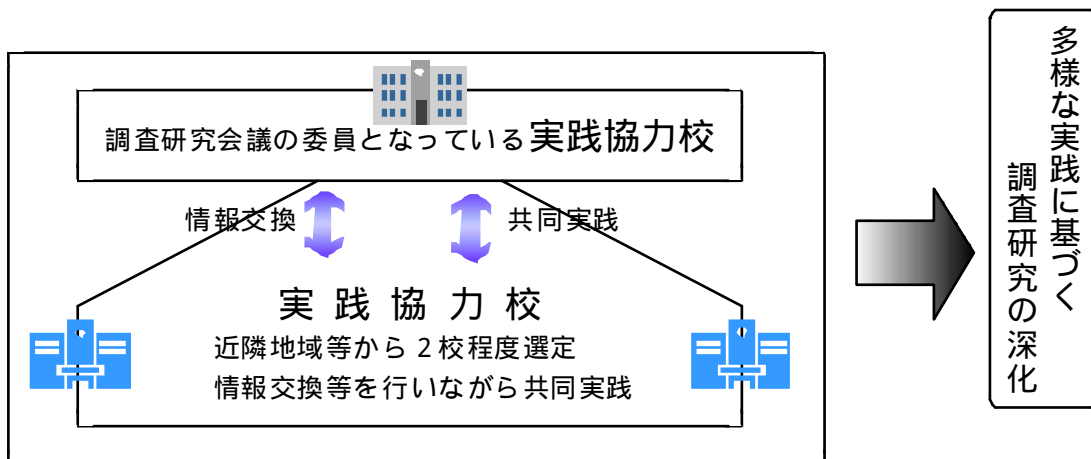 調査研究会議の委員となっている実践協力校
情報交換
共同実践
実践協力校
近隣地域等から２校程度選定
情報交換等を行いながら共同実践
多様な実践に基づく
調査研究の深化